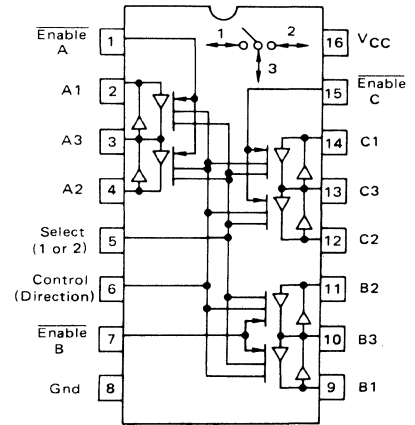 Enable
A
1
A1
2
A3
3
A2
4
Select
(1 or 2)
5
Control
(Direction)
6
Enable
B
7
Gnd
8
1
2
3
16
VCC
15
Enable
C
14
C1
13
C3
12
C2
11
B2
10
B3
9
B1